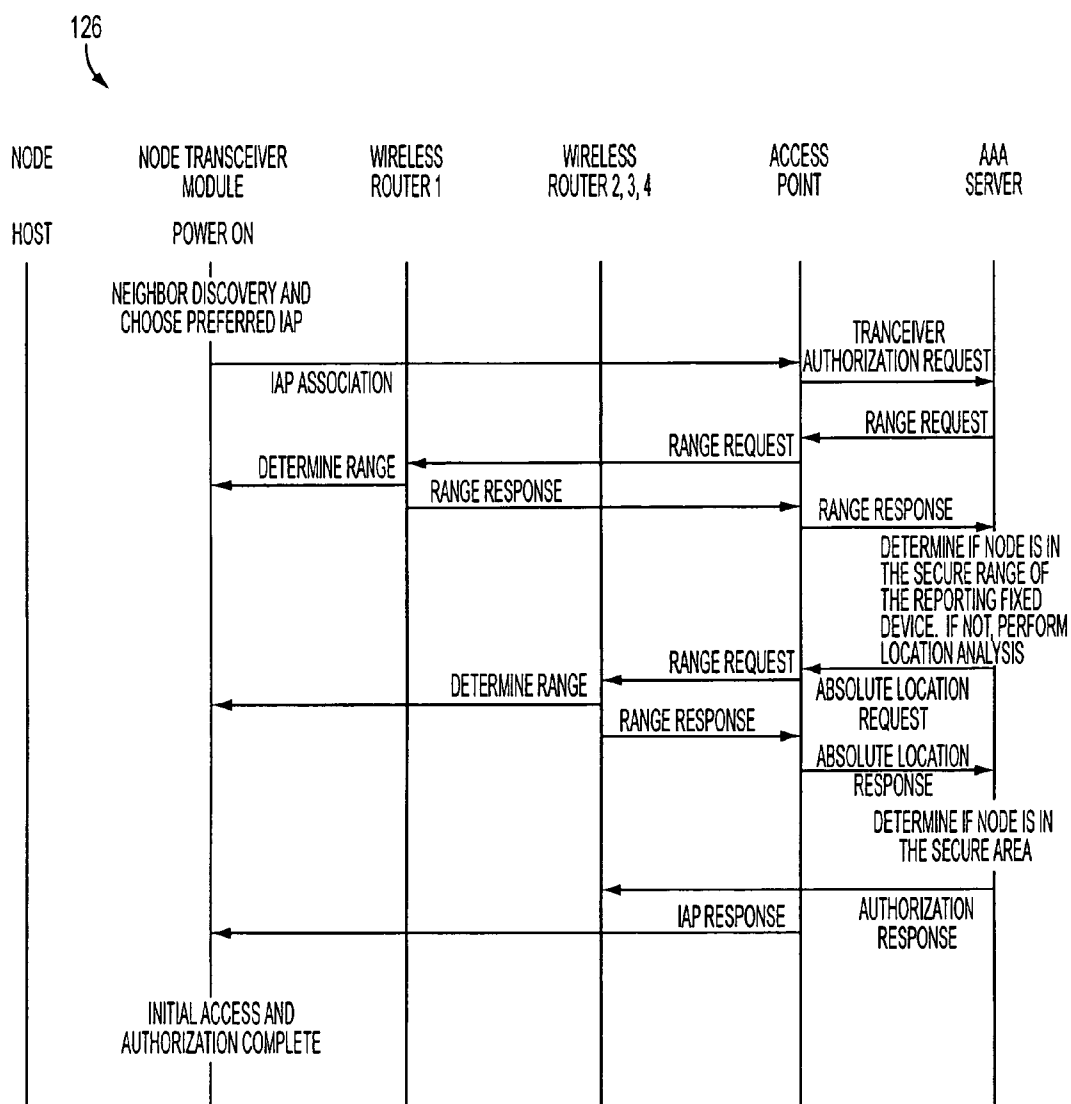 126
NODE
NODE TRANSCEIVER
MODULE
WIRELESS
ROUTER 1
WIRELESS
ROUTER 2, 3, 4
ACCESS
POINT
AAA
SERVER
HOST
POWER ON
NEIGHBOR DISCOVERY AND
CHOOSE PREFERRED IAP
TRANCEIVER
AUTHORIZATION REQUEST
IAP ASSOCIATION
RANGE REQUEST
RANGE REQUEST
DETERMINE RANGE
RANGE RESPONSE
RANGE RESPONSE
DETERMINE IF NODE IS IN
THE SECURE RANGE OF
THE REPORTING FIXED
DEVICE. IF NOT, PERFORM
LOCATION ANALYSIS
RANGE REQUEST
DETERMINE RANGE
ABSOLUTE LOCATION
REQUEST
RANGE RESPONSE
ABSOLUTE LOCATION
RESPONSE
DETERMINE IF NODE IS IN
THE SECURE AREA
AUTHORIZATION
RESPONSE
IAP RESPONSE
INITIAL ACCESS AND
AUTHORIZATION COMPLETE